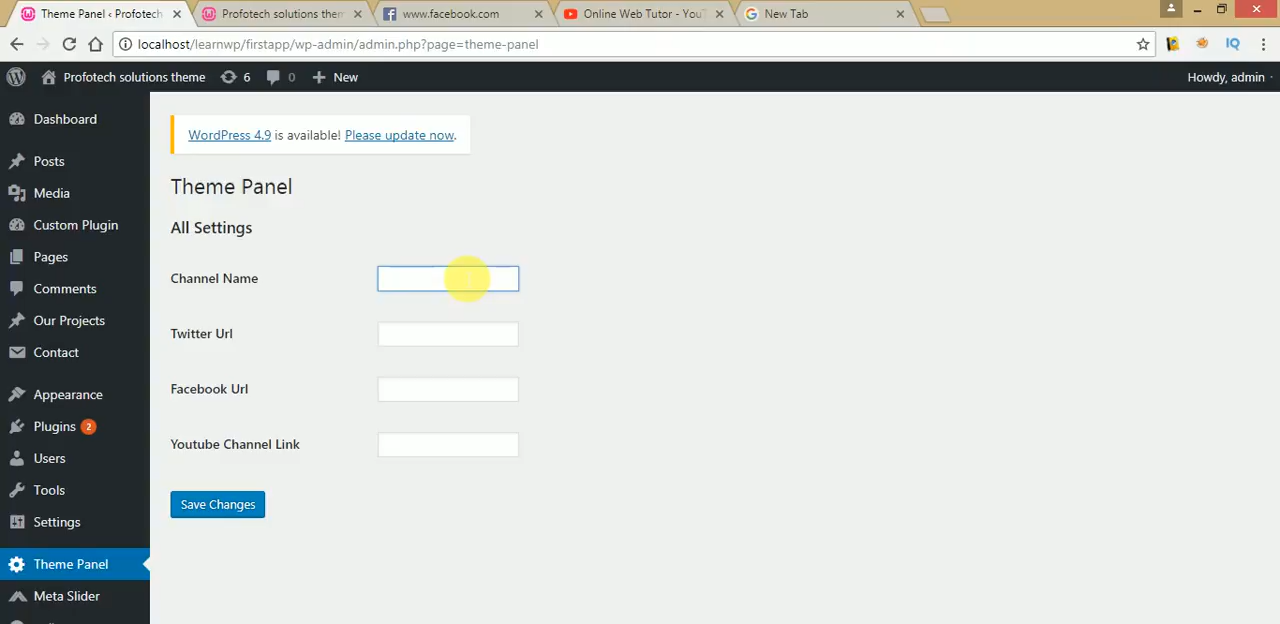 Theme Panel ‹ Profotech
Profotech solutions them
www.facebook.com
Online Web Tutor - You
New Tab
localhost/learnwp/firstapp/wp-admin/admin.php?page=theme-panel
IQ
Profotech solutions theme
6
0
New
Howdy, admin
Dashboard
Posts
Media
Custom Plugin
Pages
Comments
Our Projects
Contact
Appearance
Plugins 2
Users
Tools
Settings
Theme Panel
Meta Slider
WordPress 4.9 is available! Please update now.
Theme Panel
All Settings
Channel Name
Twitter Url
Facebook Url
Youtube Channel Link
Save Changes